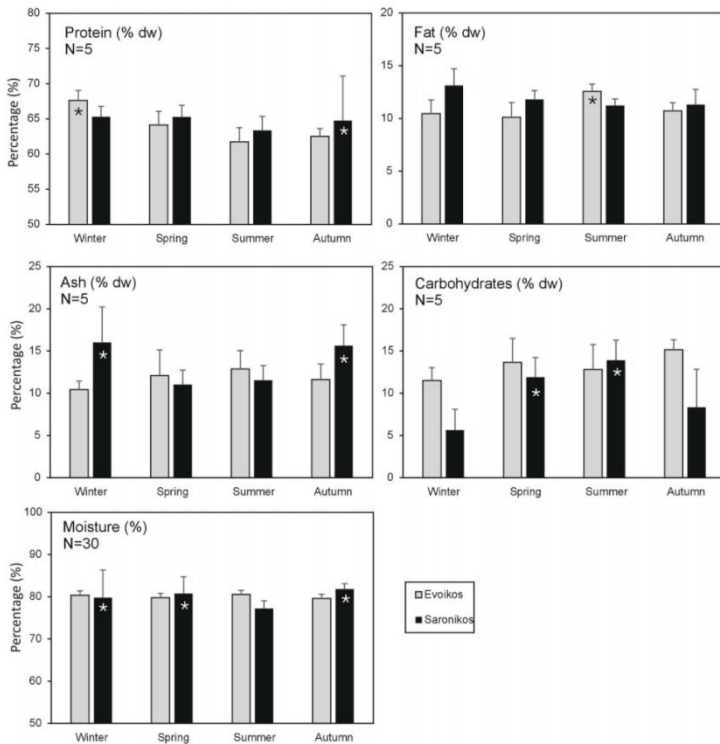 Protein (% dw)
N=5
Percentage (%)
80
75
70
65
60
55
50
*
*
Winter Spring Summer Autumn
Fat (% dw)
N=5
20
15
10
5
0
*
Winter Spring Summer Autumn
Ash (% dw)
N=5
Percentage (%)
25
20
15
10
5
0
*
*
Winter Spring Summer Autumn
Carbohydrates (% dw)
N=5
25
20
15
10
5
0
*
*
Winter Spring Summer Autumn
Moisture (%)
N=30
Percentage (%)
100
90
80
70
60
50
*
*
*
Winter Spring Summer Autumn
Evoikos
Saronikos